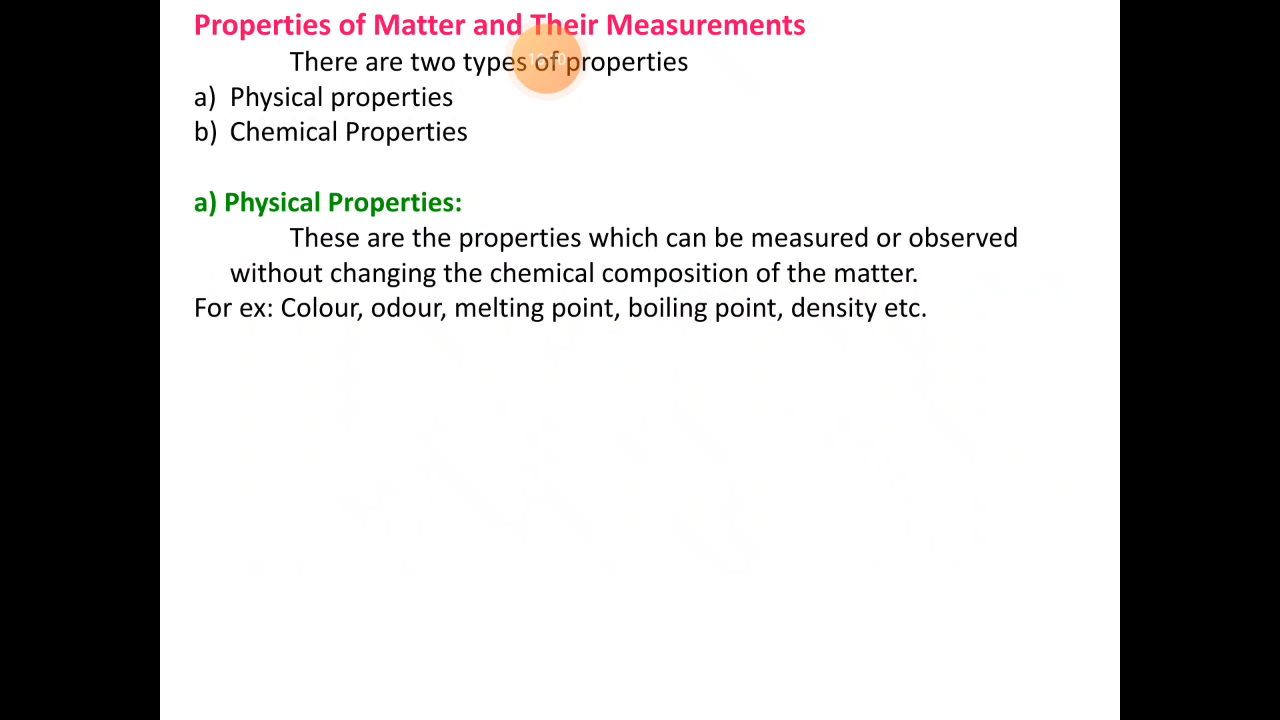 Properties of Matter and Their Measurements
There are two types of properties
a) Physical properties
b) Chemical Properties
a) Physical Properties:
These are the properties which can be measured or observed
without changing the chemical composition of the matter.
For ex: Colour, odour, melting point, boiling point, density etc.